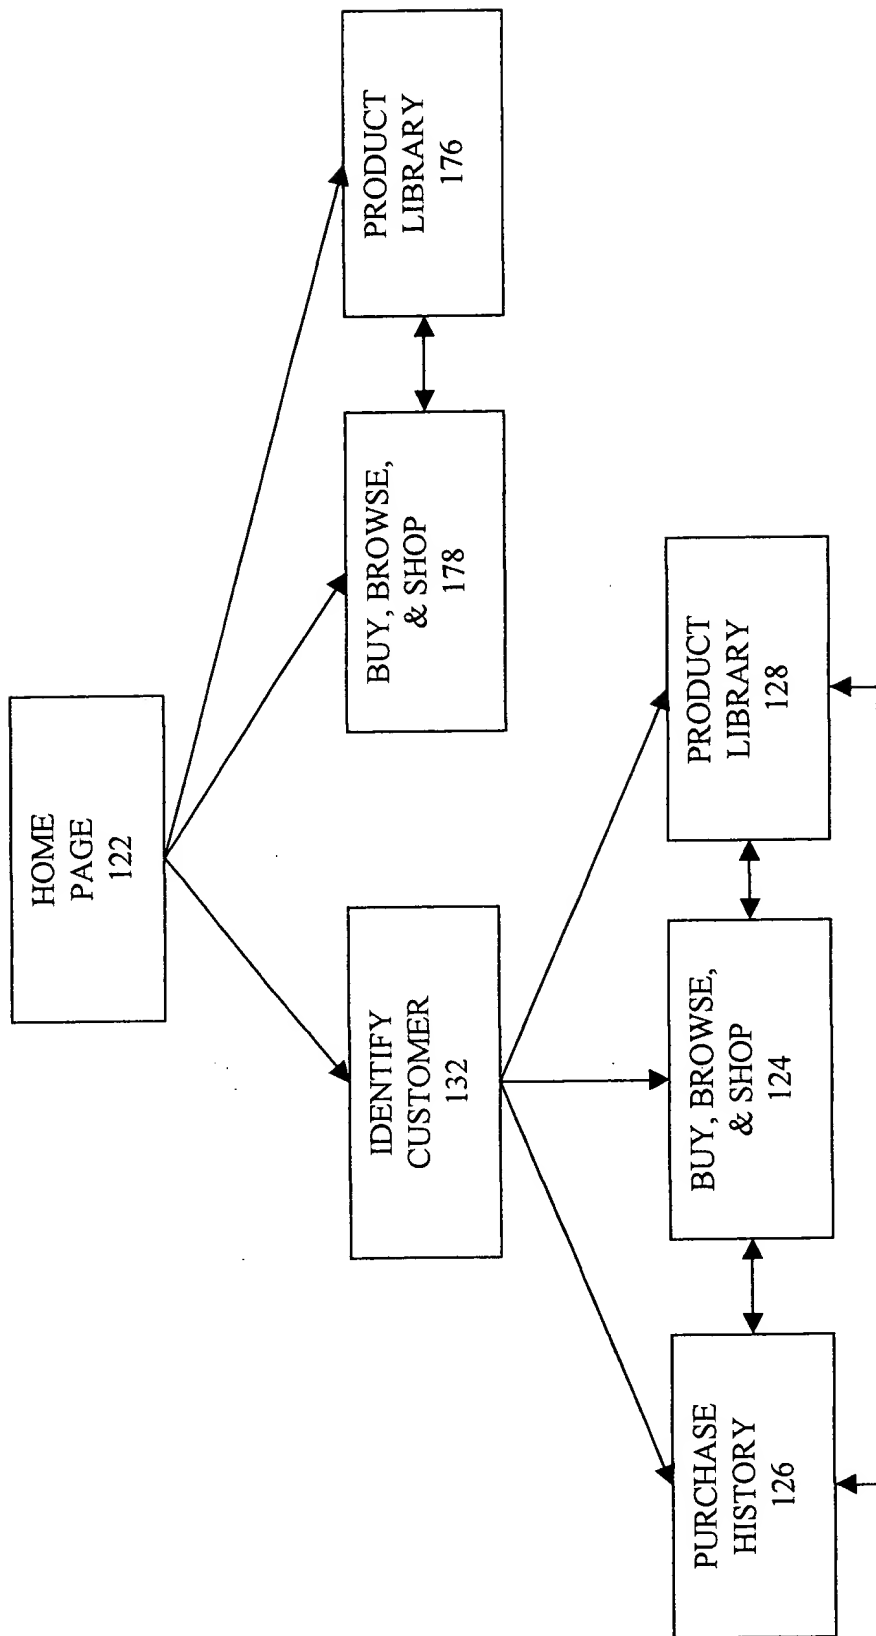 HOME
PAGE
122
IDENTIFY
CUSTOMER
132
BUY, BROWSE,
& SHOP
178
PRODUCT
LIBRARY
176
PURCHASE
HISTORY
126
BUY, BROWSE,
& SHOP
124
PRODUCT
LIBRARY
128